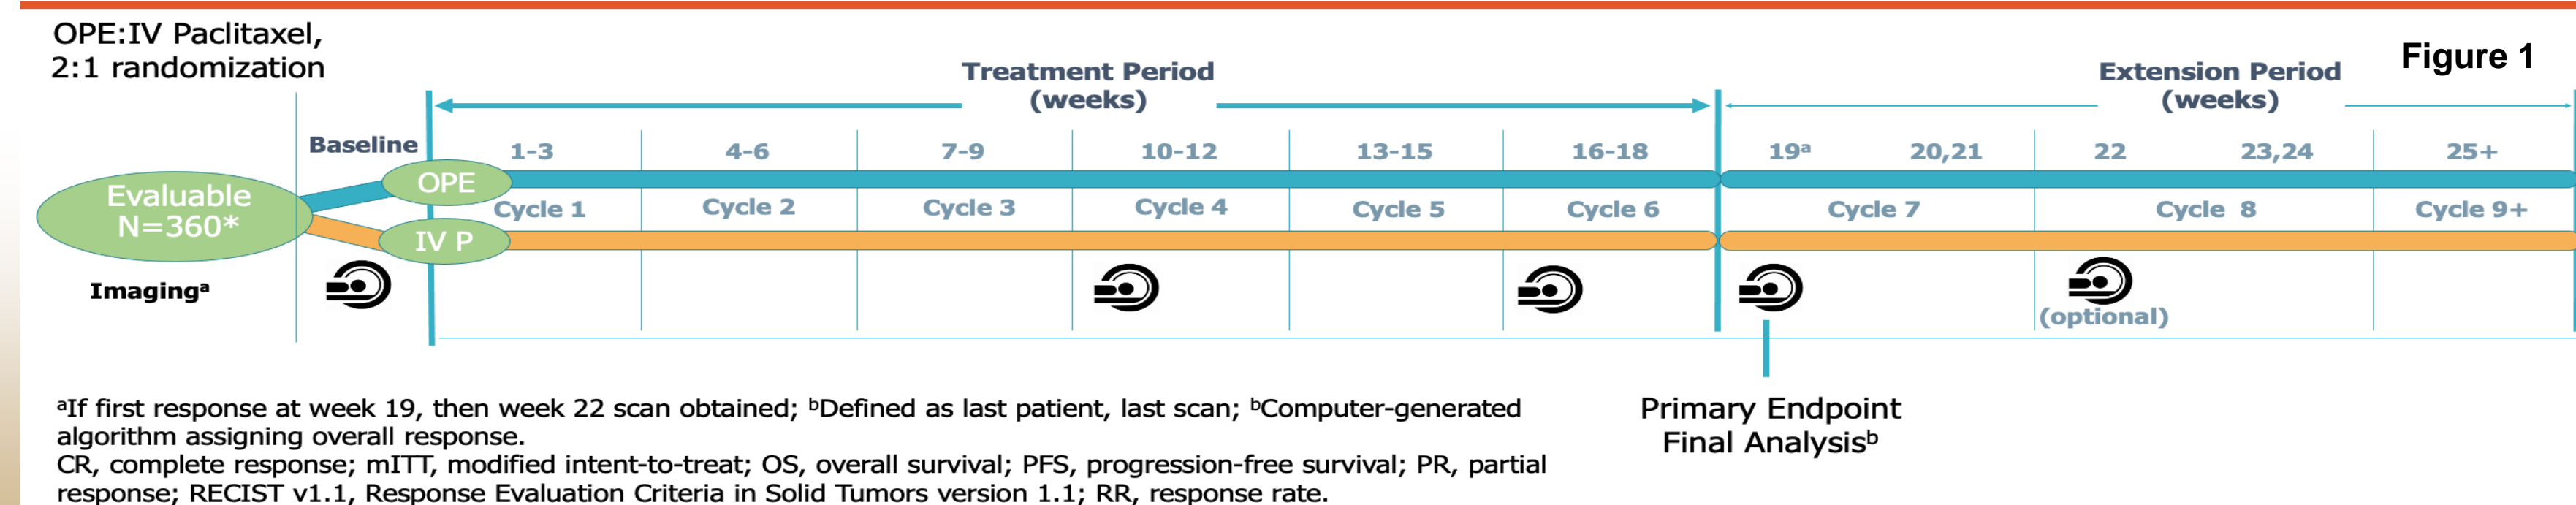 OPE:IV Paclitaxel,
2:1 randomization
Figure 1
Treatment Period
(weeks)
Extension Period
(weeks)
Baseline
1-3
4-6
7-9
10-12
13-15
16-18
19ᵃ
20,21
22
23,24
25+
OPE
Evaluable
N=360*
Cycle 1
Cycle 2
Cycle 3
Cycle 4
Cycle 5
Cycle 6
Cycle 7
Cycle 8
Cycle 9+
IV P
Imagingᵃ
(optional)
Primary Endpoint
Final Analysisᵇ
ᵃIf first response at week 19, then week 22 scan obtained; ᵇDefined as last patient, last scan; ᵇComputer-generated
algorithm assigning overall response.
CR, complete response; mITT, modified intent-to-treat; OS, overall survival; PFS, progression-free survival; PR, partial
response; RECIST v1.1, Response Evaluation Criteria in Solid Tumors version 1.1; RR, response rate.